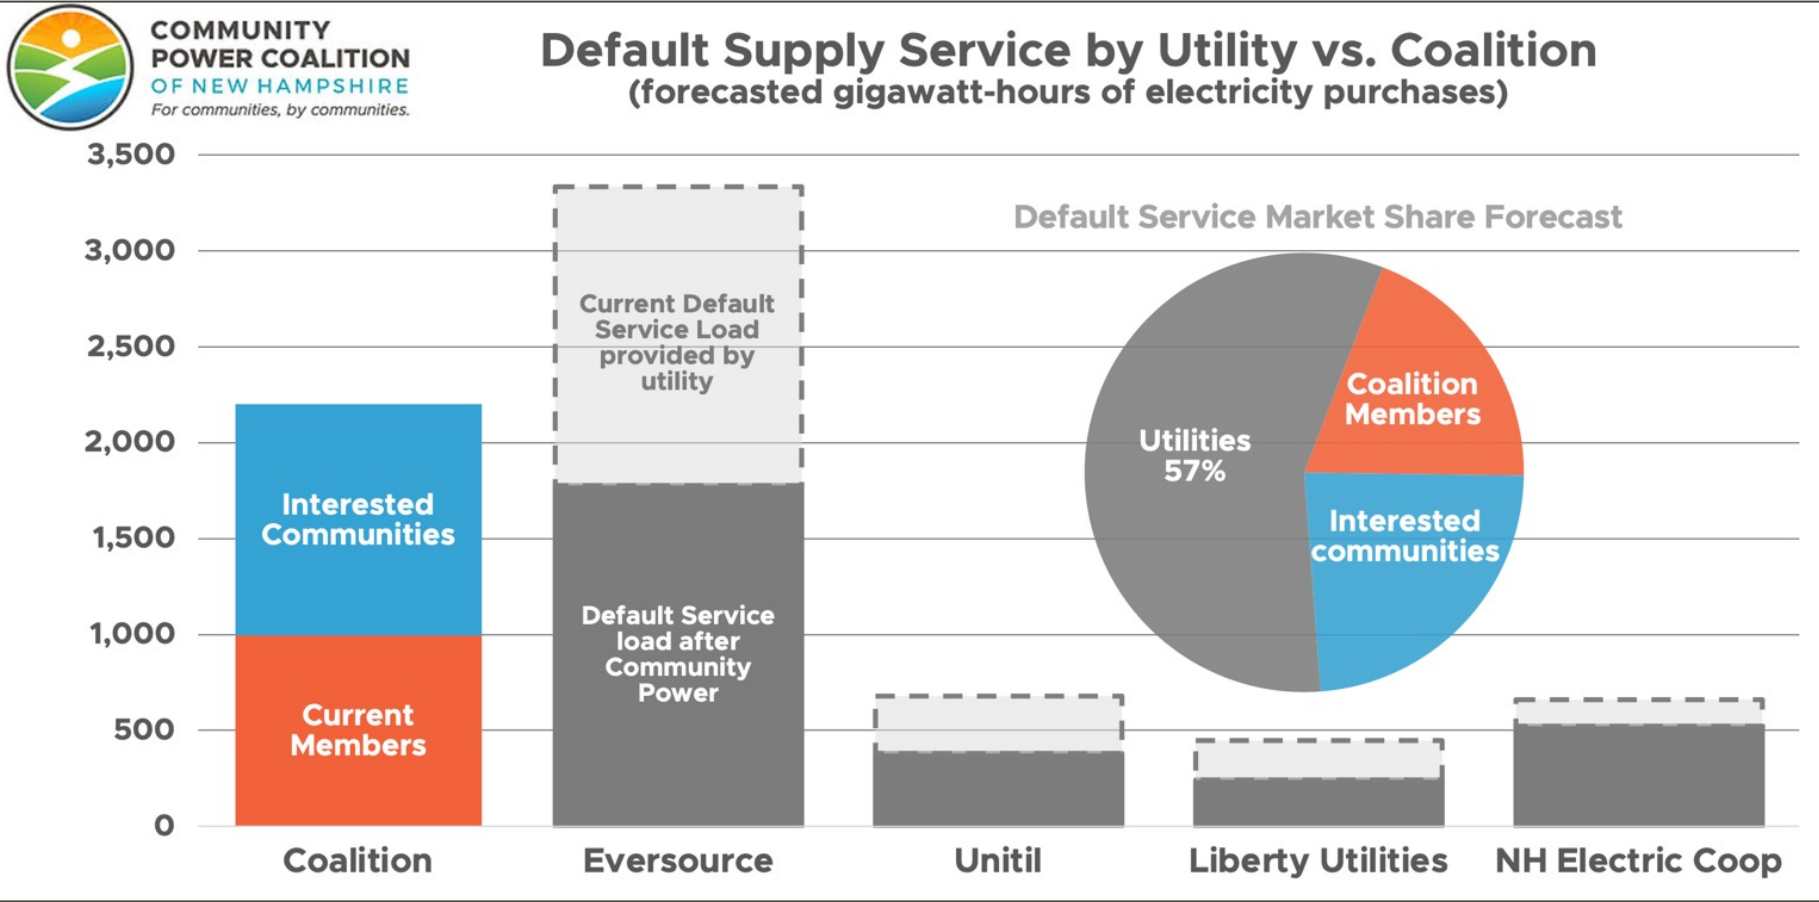 COMMUNITY
POWER COALITION
OF NEW HAMPSHIRE
For communities, by communities.
Default Supply Service by Utility vs. Coalition
(forecasted gigawatt-hours of electricity purchases)
3,500
3,000
2,500
2,000
1,500
1,000
500
0
Interested
Communities
Current
Members
Current Default
Service Load
provided by
utility
Default Service
load after
Community
Power
Default Service Market Share Forecast
Utilities
57%
Coalition
Members
Interested
communities
Coalition
Eversource
Unitil
Liberty Utilities
NH Electric Coop